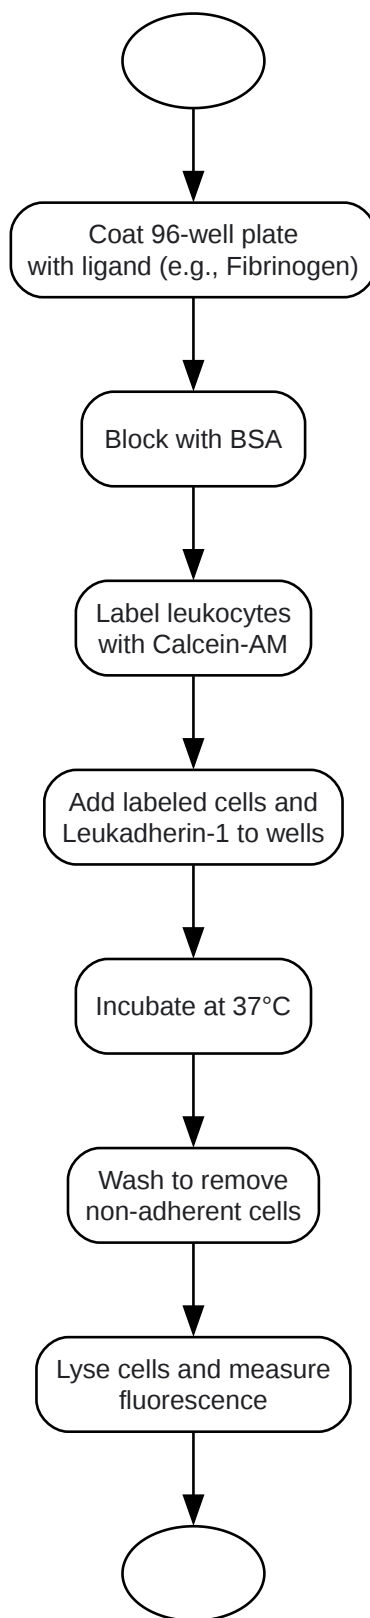 Coat 96-well plate
with ligand (e.g., Fibrinogen)
Block with BSA
Label leukocytes
with Calcein-AM
Add labeled cells and
Leukadherin-1 to wells
Incubate at 37°C
Wash to remove
non-adherent cells
Lyse cells and measure
fluorescence